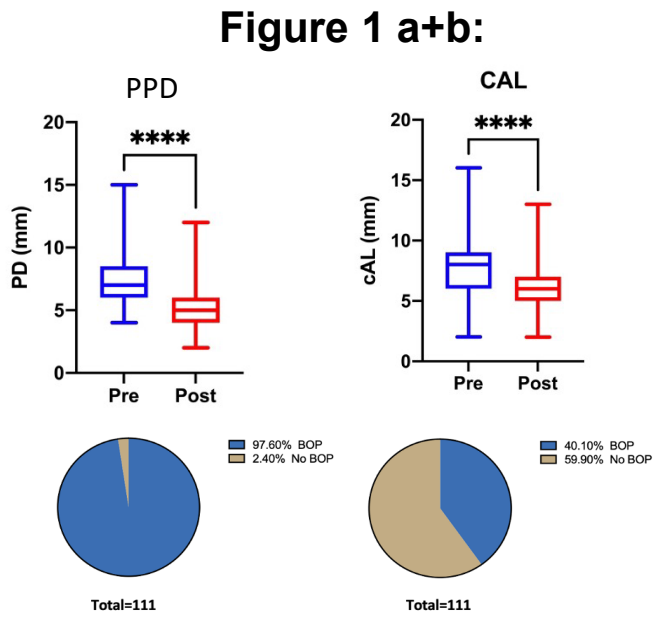 Figure 1 a+b:
PPD
CAL
20
15
10
5
0
PD (mm)
****
Pre
Post
20
15
10
5
0
cAL (mm)
****
Pre
Post
97.60% BOP
2.40% No BOP
Total=111
40.10% BOP
59.90% No BOP
Total=111